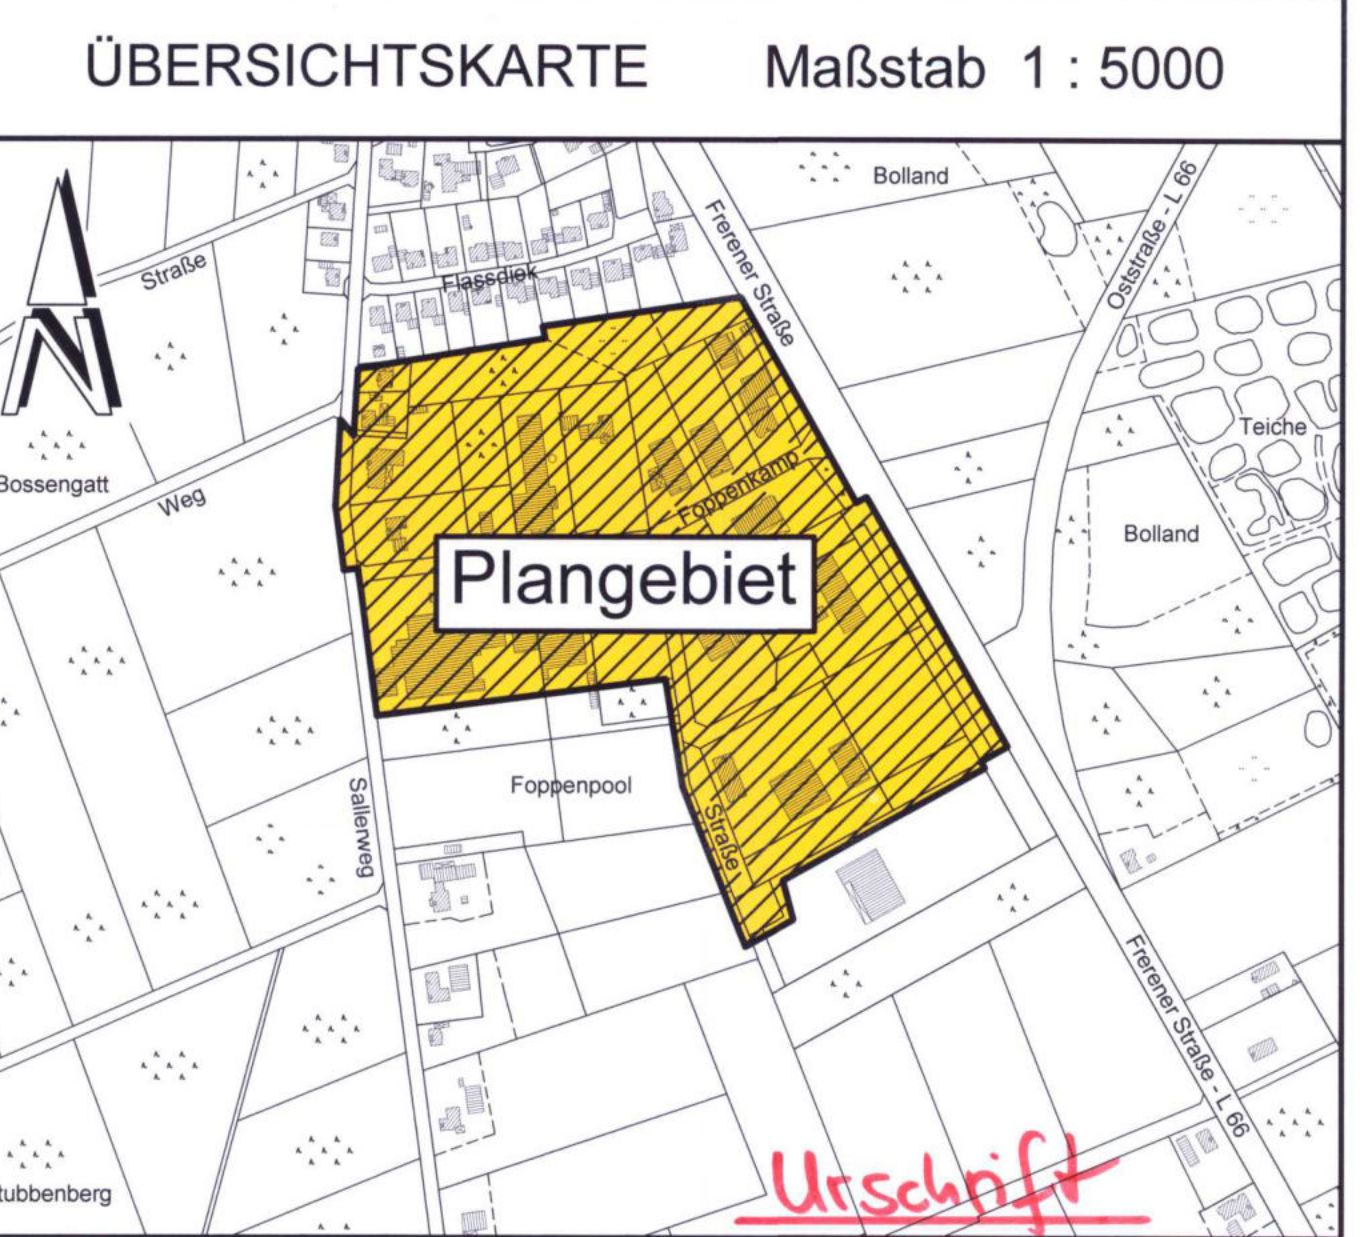 ÜBERSICHTSKARTE Maßstab 1 : 5000
Bolland
Oststraße - L 66
Frerener Straße
Straße
Flassdiek
Teiche
Foppenkamp
Bossengatt
Weg
Bolland
Plangebiet
Foppenpool
Sallerweg
Straße
Frerener Straße - L 66
Urschrift
tubbenberg
N